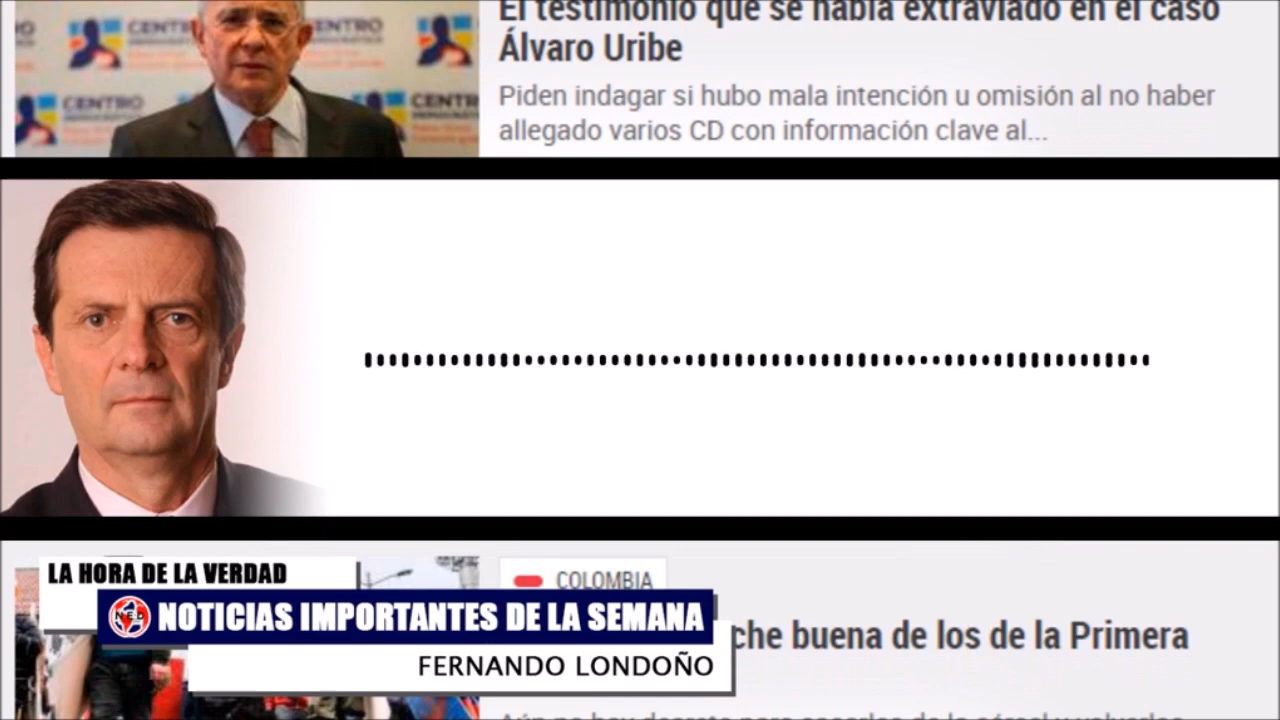 El testimonio que se había extraviado en el caso
Álvaro Uribe
Piden indagar si hubo mala intención u omisión al no haber
allegado varios CD con información clave al...
CENTRO
CENTRO
CENTRO
CENTRO
COLOMBIA
LA HORA DE LA VERDAD
NOTICIAS IMPORTANTES DE LA SEMANA
che buena de los de la Primera
FERNANDO LONDOÑO